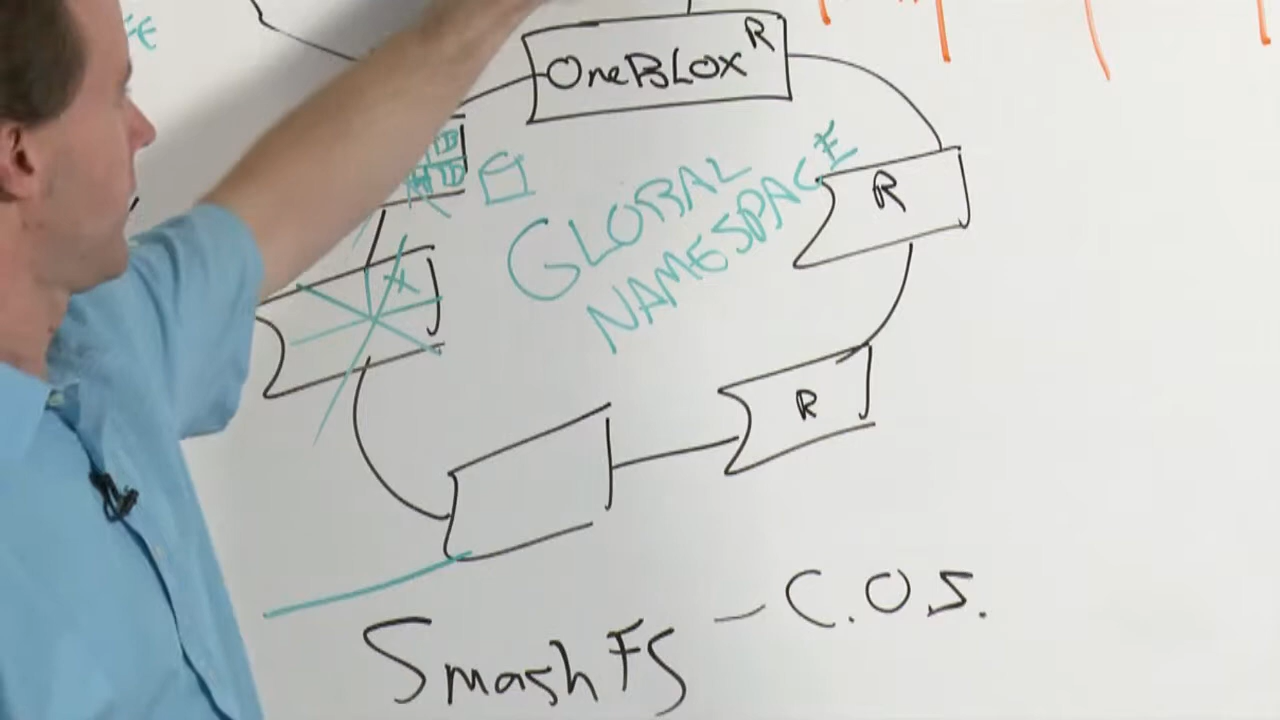 OneBLOX R
GLOBAL
NAMESPACE
R
X
R
SmashFS - C.O.S.